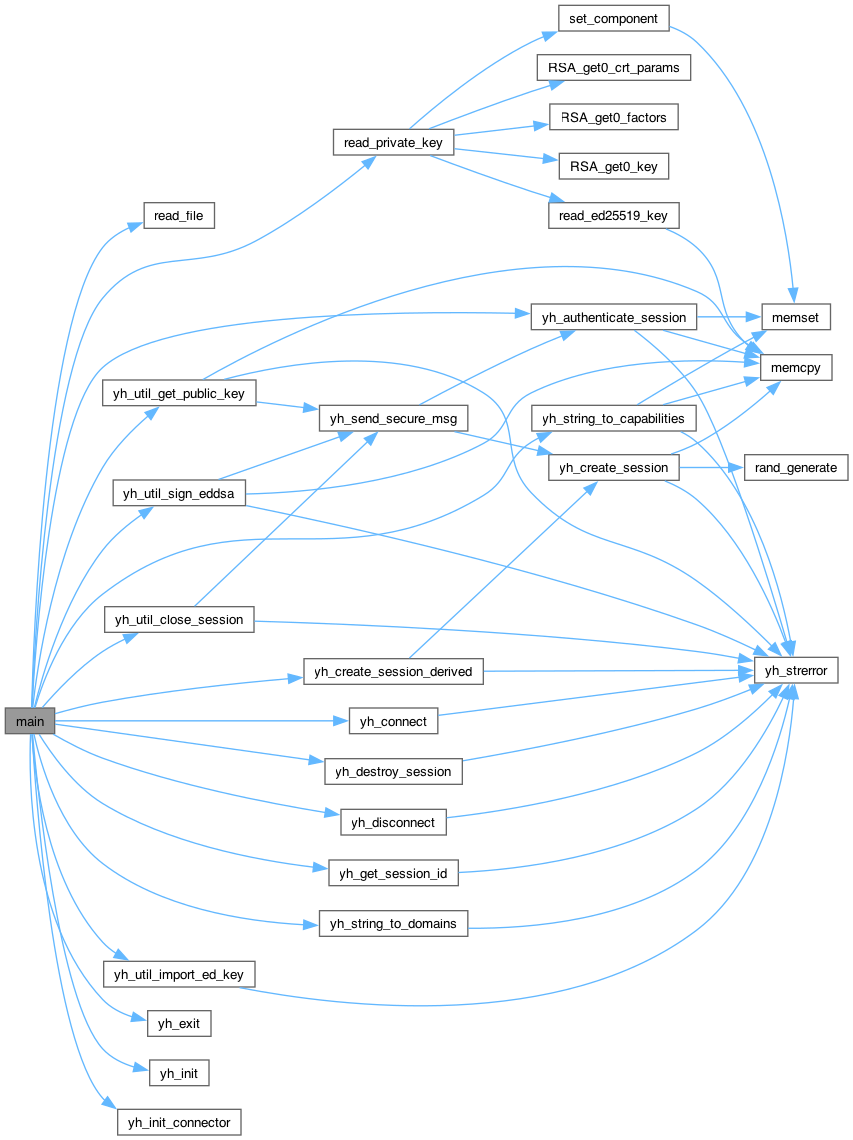 set_component
RSA_get0_crt_params
RSA_get0_factors
read_private_key
RSA_get0_key
read_file
read_ed25519_key
yh_authenticate_session
memset
memcpy
yh_util_get_public_key
yh_send_secure_msg
yh_string_to_capabilities
yh_create_session
rand_generate
yh_util_sign_eddsa
yh_util_close_session
yh_create_session_derived
yh_strerror
main
yh_connect
yh_destroy_session
yh_disconnect
yh_get_session_id
yh_string_to_domains
yh_util_import_ed_key
yh_exit
yh_init
yh_init_connector